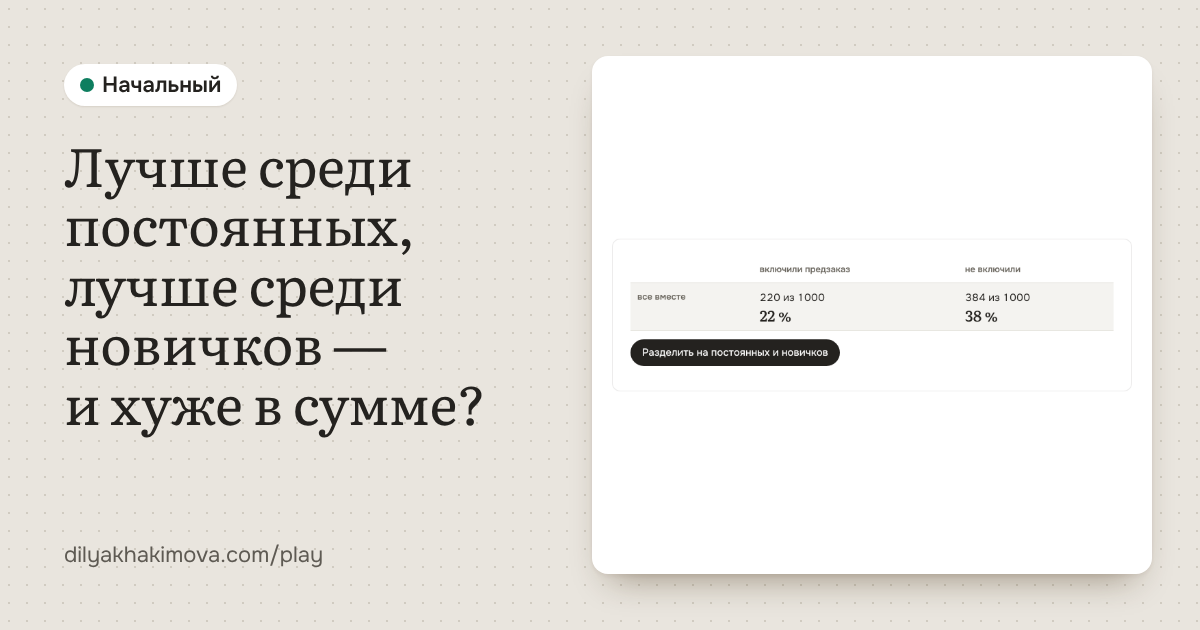 Начальный
Лучше среди
постоянных,
лучше среди
новичков —
и хуже в сумме?
dilyakhakimova.com/play
включили предзаказ не включили
все вместе 220 из 1000 384 из 1000
22 % 38 %
Разделить на постоянных и новичков